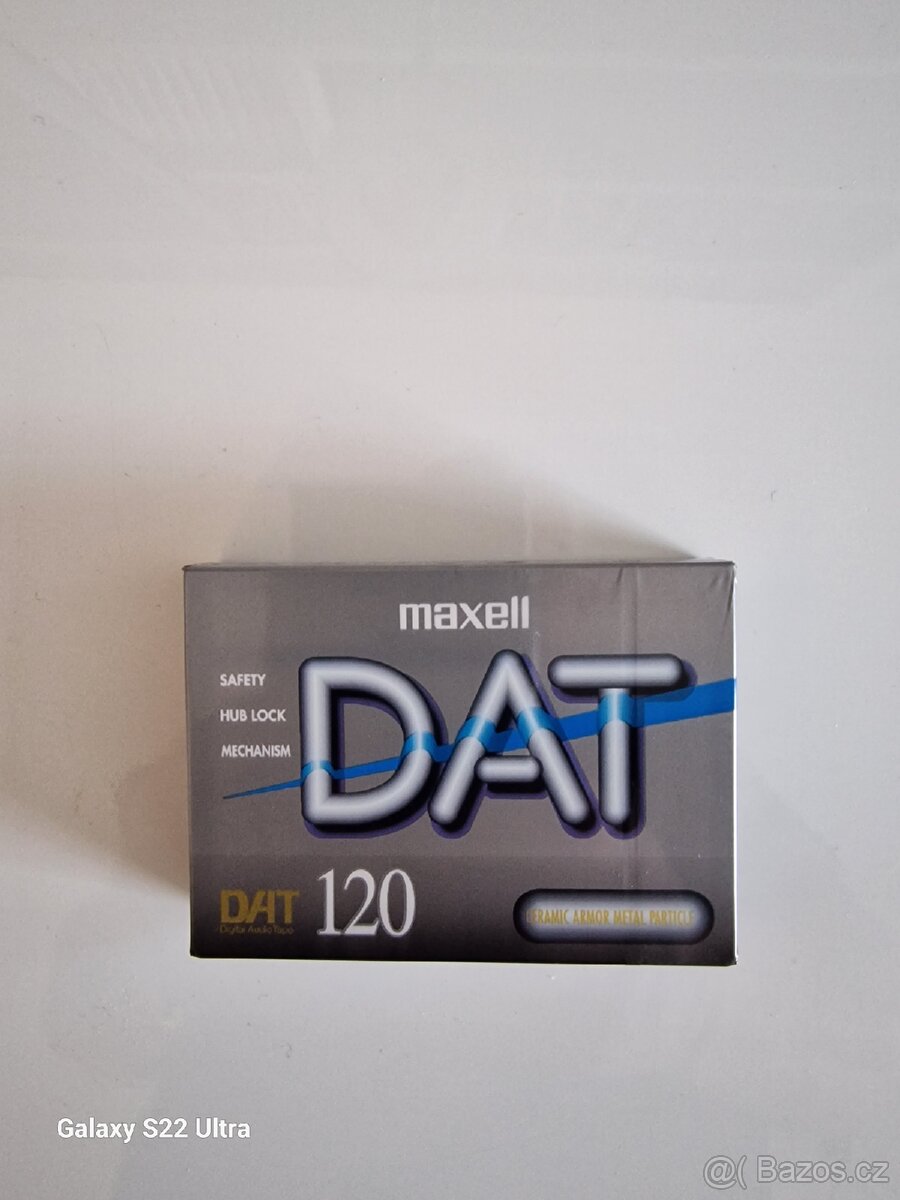 maxell
DAT
SAFETY
HUB LOCK
MECHANISM
DAT
Digital Audio Tape
120
CERAMIC ARMOR METAL PARTICLE
Galaxy S22 Ultra
@( Bazos.cz